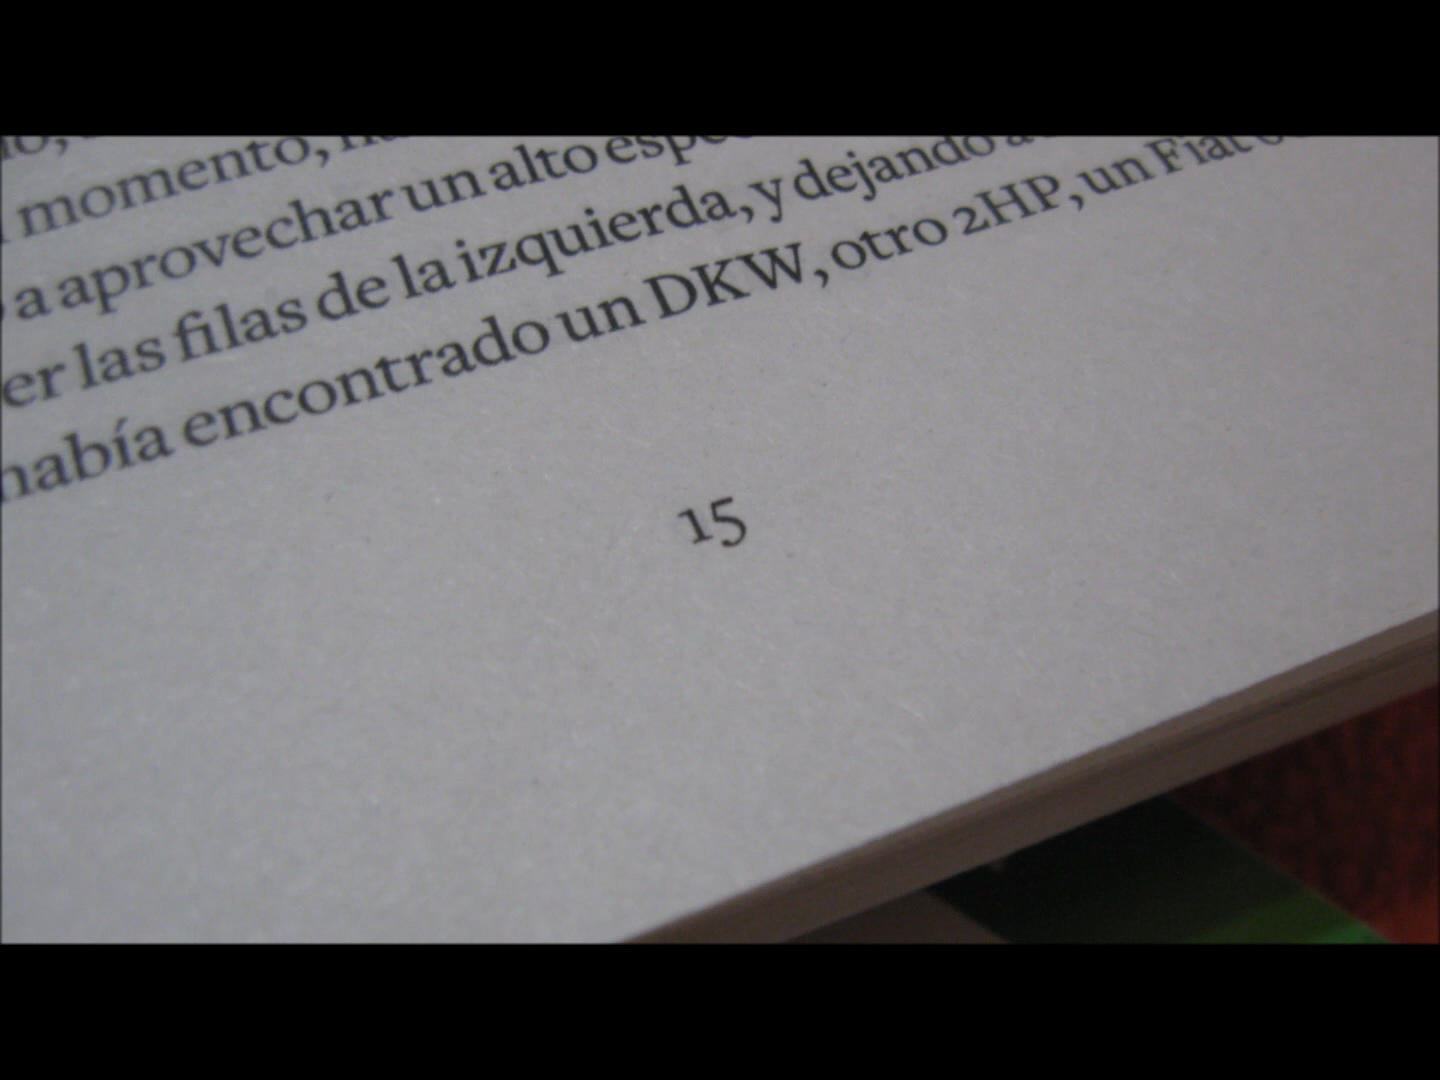 momento,
a aprovechar un alto
er las filas de la izquierda, y dejando a
había encontrado un DKW, otro 2HP, un Fiat
15